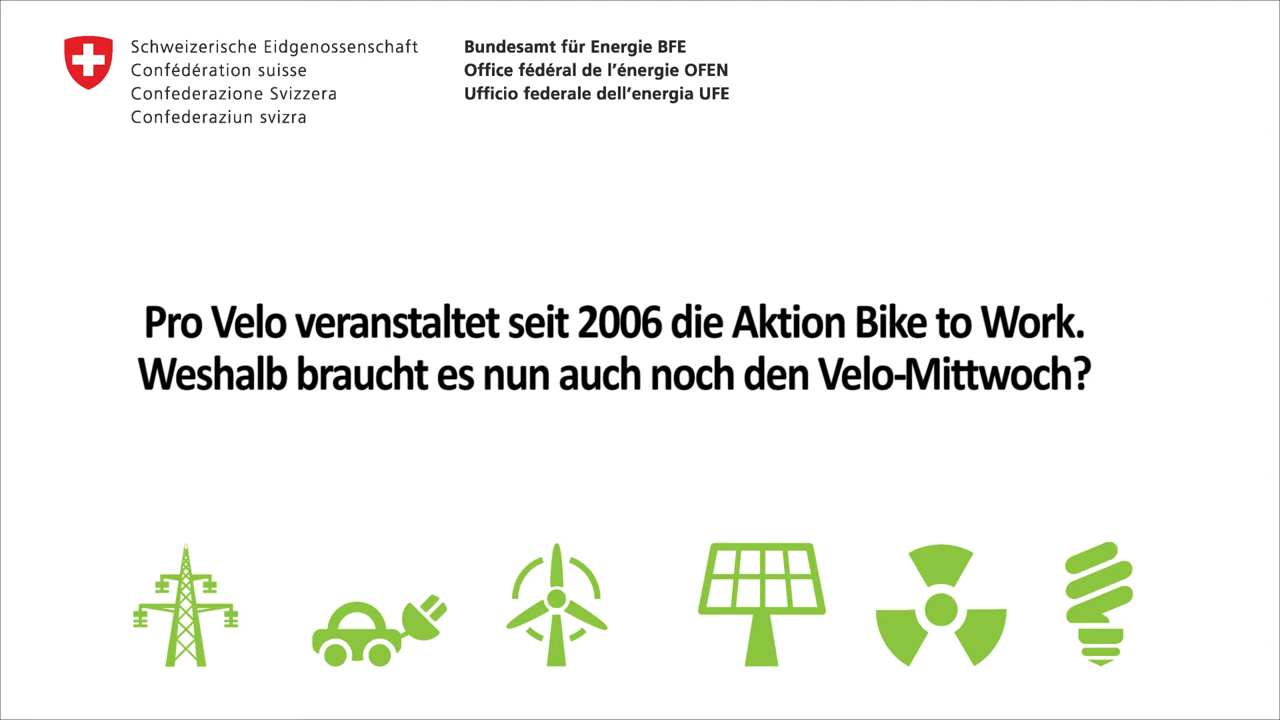 Schweizerische Eidgenossenschaft
Confédération suisse
Confederazione Svizzera
Confederaziun svizra
Bundesamt für Energie BFE
Office fédéral de l'énergie OFEN
Ufficio federale dell'energia UFE
Pro Velo veranstaltet seit 2006 die Aktion Bike to Work.
Weshalb braucht es nun auch noch den Velo-Mittwoch?